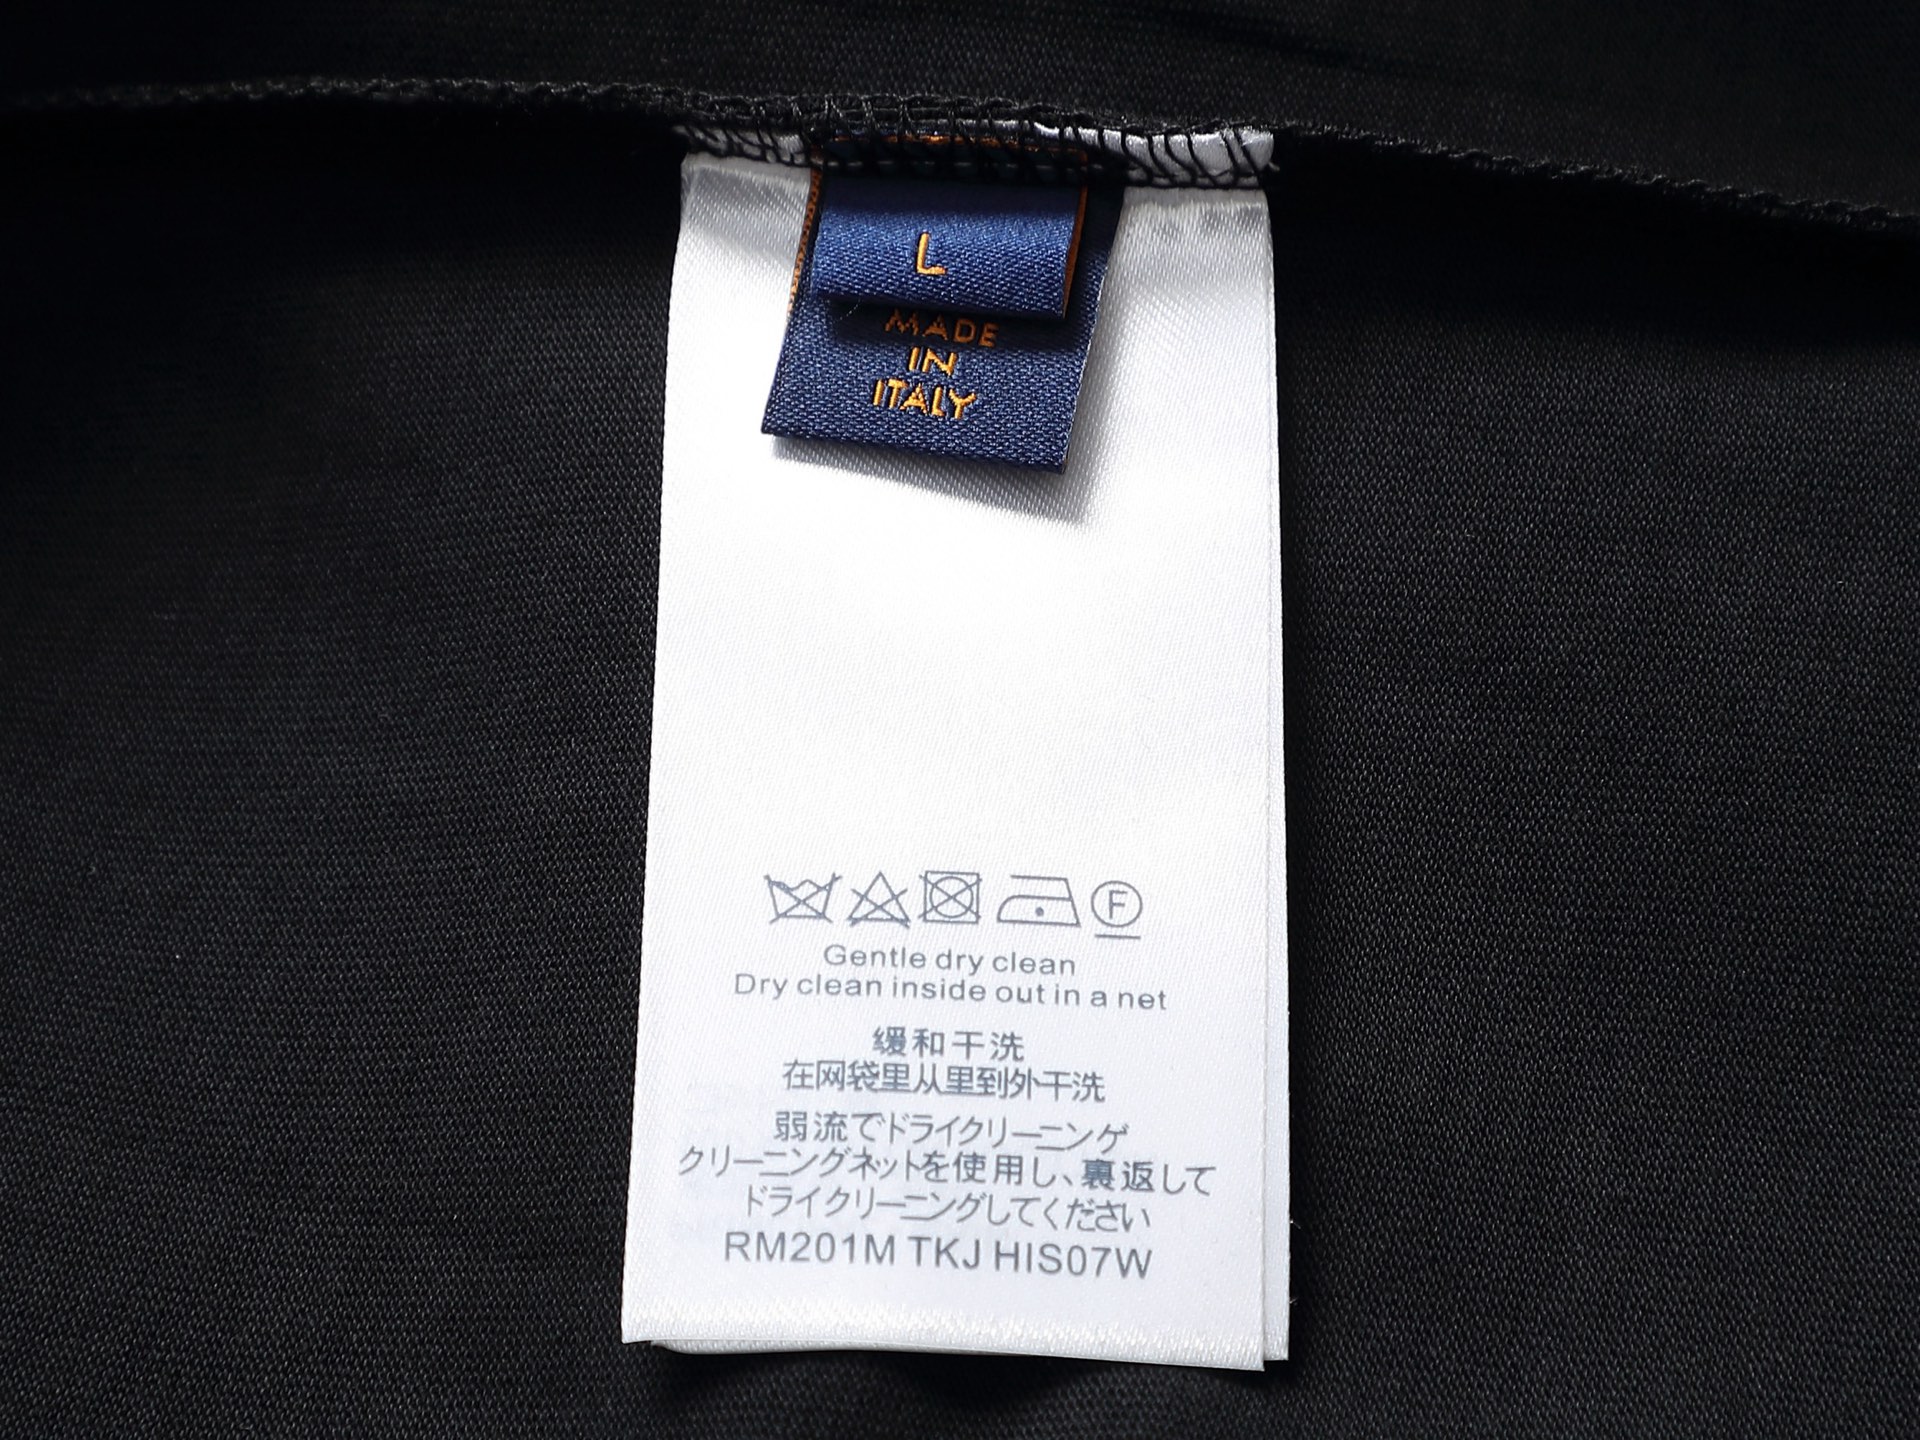 L
MADE
IN
ITALY
F
Gentle dry clean
Dry clean inside out in a net
缓和干洗
在网袋里从里到外干洗
弱流でドライクリーニング
クリーニングネットを使用し、裏返して
ドライクリーニングしてください
RM201M TKJ HIS07W